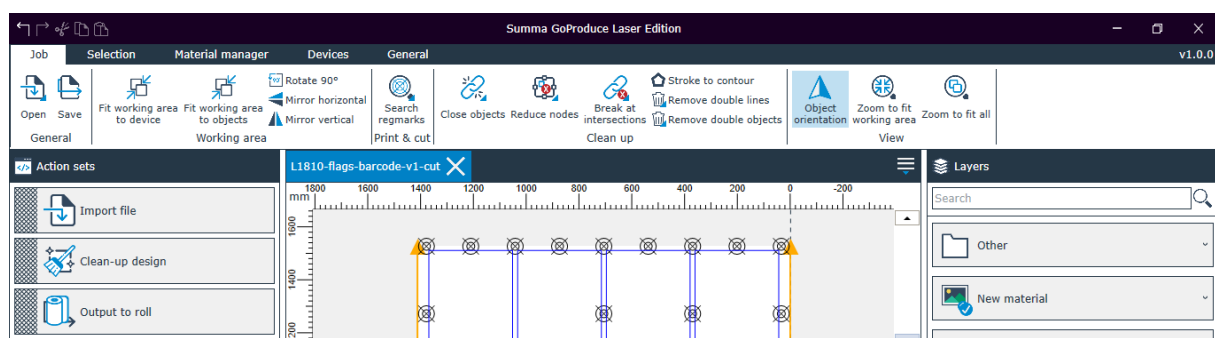 Summa GoProduce Laser Edition
Job Selection Material manager Devices General v1.0.0
Open Save
General
Fit working area to device
Fit working area to objects
Rotate 90°
Mirror horizontal
Mirror vertical
Working area
Search regmarks
Print & cut
Close objects
Reduce nodes
Break at intersections
Stroke to contour
Remove double lines
Remove double objects
Clean up
Object orientation
Zoom to fit working area
Zoom to fit all
View
Action sets
Import file
Clean-up design
Output to roll
L1810-flags-barcode-v1-cut
mm 1800 1600 1400 1200 1000 800 600 400 200 0 -200
1600
1400
200
Layers
Search
Other
New material